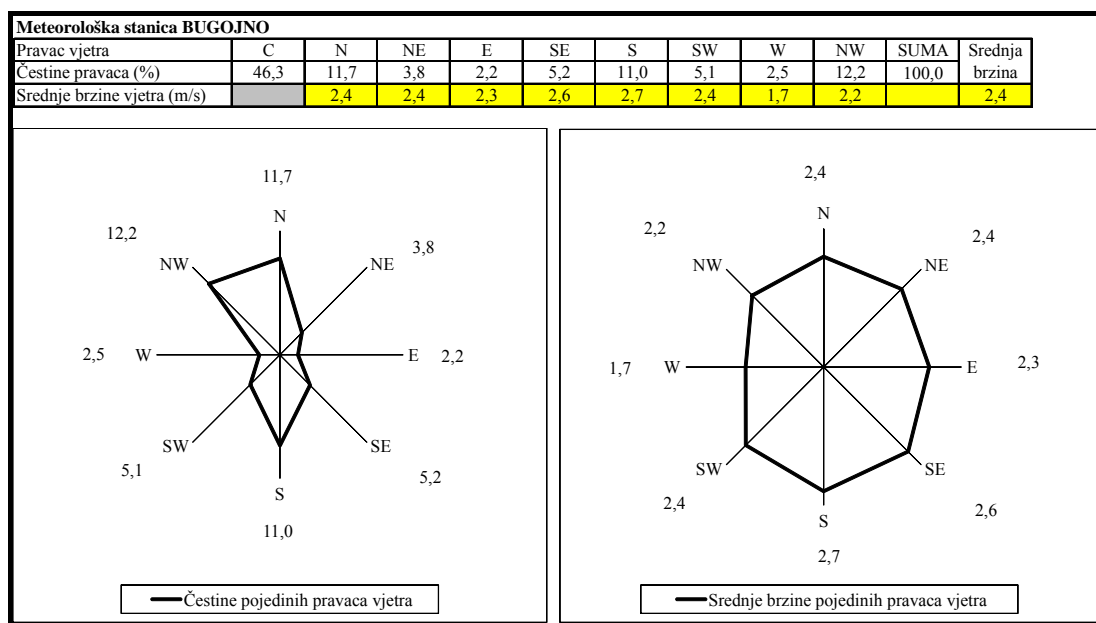 Meteorološka stanica BUGOJNO
Pravac vjetra C N NE E SE S SW W NW SUMA Srednja brzina
Čestine pravaca (%) 46,3 11,7 3,8 2,2 5,2 11,0 5,1 2,5 12,2 100,0
Srednje brzine vjetra (m/s) 2,4 2,4 2,3 2,6 2,7 2,4 1,7 2,2 2,4
11,7
N
12,2
NW
3,8
NE
2,5 W
E 2,2
SW
5,1
SE
5,2
S
11,0
Čestine pojedinih pravaca vjetra
2,4
N
2,2
NW
2,4
NE
1,7 W
E 2,3
SW
2,4
SE
2,6
S
2,7
Srednje brzine pojedinih pravaca vjetra